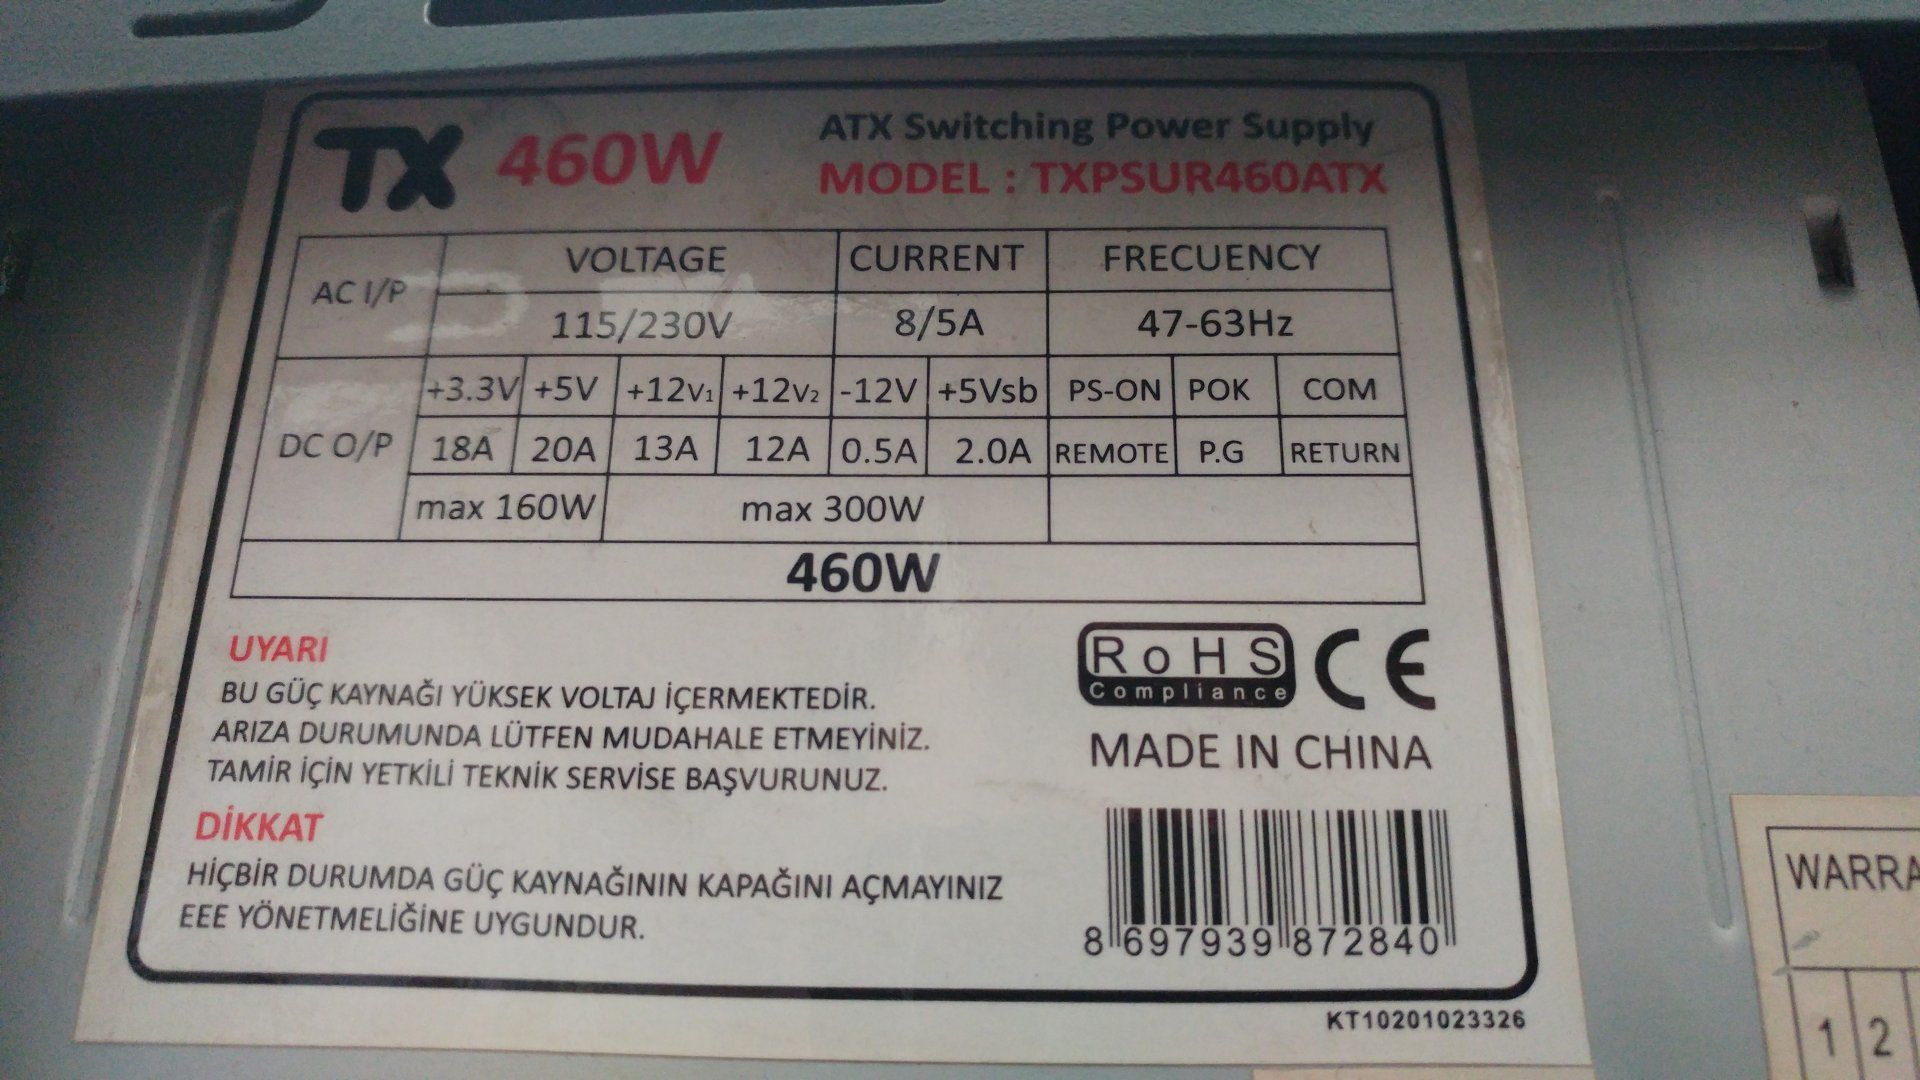 TX 460W
ATX Switching Power Supply
MODEL : TXPSUR460ATX
AC I/P VOLTAGE CURRENT FRECUENCY
115/230V 8/5A 47-63Hz
DC O/P +3.3V +5V +12V1 +12V2 -12V +5Vsb PS-ON POK COM
18A 20A 13A 12A 0.5A 2.0A REMOTE P.G RETURN
max 160W max 300W
460W
UYARI
BU GÜÇ KAYNAĞI YÜKSEK VOLTAJ İÇERMEKTEDİR.
ARIZA DURUMUNDA LÜTFEN MUDAHALE ETMEYİNİZ.
TAMİR İÇİN YETKİLİ TEKNİK SERVİSE BAŞVURUNUZ.
DİKKAT
HİÇBİR DURUMDA GÜÇ KAYNAĞININ KAPAĞINI AÇMAYINIZ
EEE YÖNETMELİĞİNE UYGUNDUR.
RoHS
Compliance
CE
MADE IN CHINA
8 697939 872840
KT10201023326
WARRA
1 2